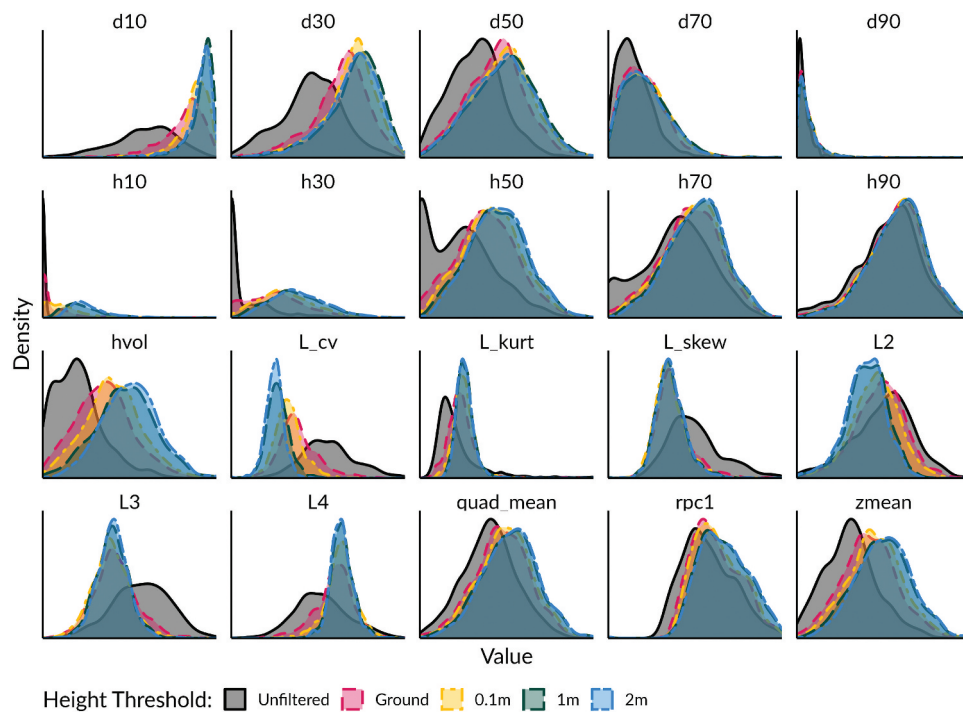 d10 d30 d50 d70 d90
h10 h30 h50 h70 h90
hvol L_cv L_kurt L_skew L2
L3 L4 quad_mean rpc1 zmean
Density
Value
Height Threshold: Unfiltered Ground 0.1m 1m 2m